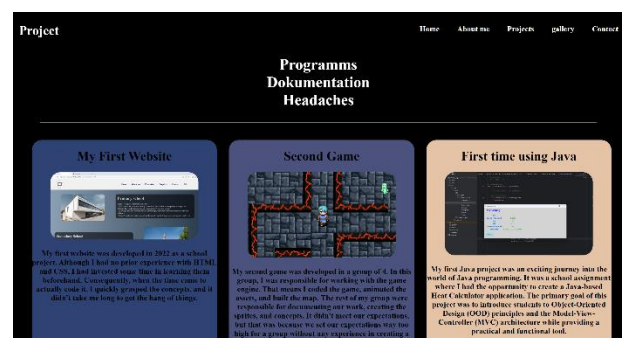 Project
Home About me Projects gallery Contact
Programms
Dokumentation
Headaches
My First Website
My first website was developed in 2022 as a school
project. Although I had no prior experience with HTML
and CSS, I had invested some time in learning them
beforehand. Consequently, when the time came to
actually code it, I quickly grasped the concepts, and it
didn't take me long to get the hang of things.
Second Game
My second game was developed in a group of 4. In this
group, I was responsible for working with the game
engine. That means I coded the game, animated the
assets, and built the map. The rest of my group were
responsible for documenting our work, creating the
sprites, and concepts. It didn't meet our expectations,
but that was because we set our expectations way too
high for a group without any experience in creating a
First time using Java
My first Java project was an exciting journey into the
world of Java programming. It was a school assignment
where I had the opportunity to create a Java-based
Heat Calculator application. The primary goal of this
project was to introduce students to Object-Oriented
Design (OOD) principles and the Model-View-
Controller (MVC) architecture while providing a
practical and functional tool.